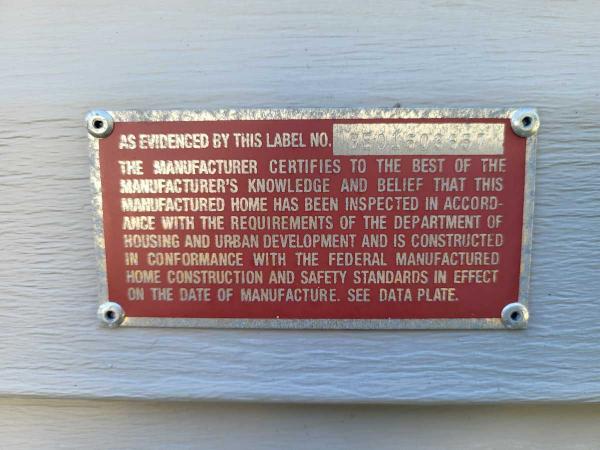 AS EVIDENCED BY THIS LABEL NO.
THE MANUFACTURER CERTIFIES TO THE BEST OF THE
MANUFACTURER'S KNOWLEDGE AND BELIEF THAT THIS
MANUFACTURED HOME HAS BEEN INSPECTED IN ACCORD-
ANCE WITH THE REQUIREMENTS OF THE DEPARTMENT OF
HOUSING AND URBAN DEVELOPMENT AND IS CONSTRUCTED
IN CONFORMANCE WITH THE FEDERAL MANUFACTURED
HOME CONSTRUCTION AND SAFETY STANDARDS IN EFFECT
ON THE DATE OF MANUFACTURE. SEE DATA PLATE.